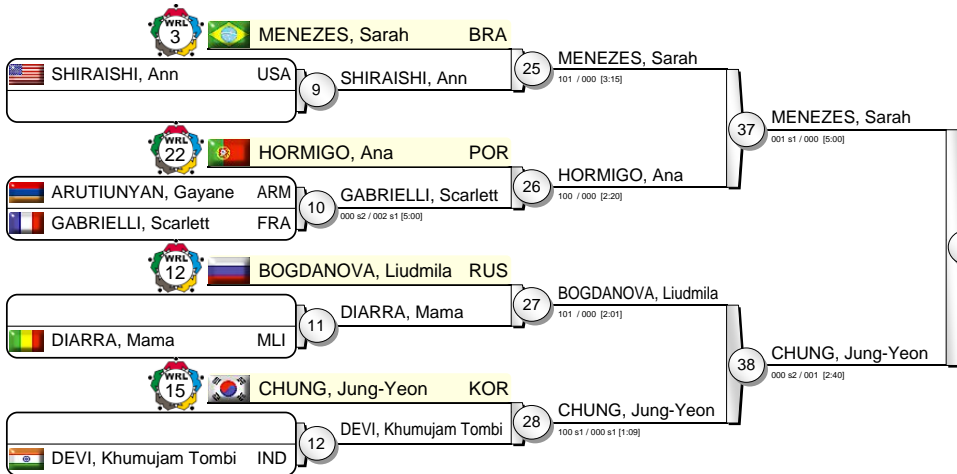 WRL
3
MENEZES, Sarah BRA
SHIRAISHI, Ann USA
9
SHIRAISHI, Ann
25
MENEZES, Sarah
101 / 000 [3:15]
WRL
22
HORMIGO, Ana POR
ARUTIUNYAN, Gayane ARM
GABRIELLI, Scarlett FRA
10
GABRIELLI, Scarlett
000 s2 / 002 s1 [5:00]
26
HORMIGO, Ana
100 / 000 [2:20]
37
MENEZES, Sarah
001 s1 / 000 [5:00]
WRL
12
BOGDANOVA, Liudmila RUS
DIARRA, Mama MLI
11
DIARRA, Mama
27
BOGDANOVA, Liudmila
101 / 000 [2:01]
WRL
15
CHUNG, Jung-Yeon KOR
DEVI, Khumujam Tombi IND
12
DEVI, Khumujam Tombi
28
CHUNG, Jung-Yeon
100 s1 / 000 s1 [1:09]
38
CHUNG, Jung-Yeon
000 s2 / 001 [2:40]